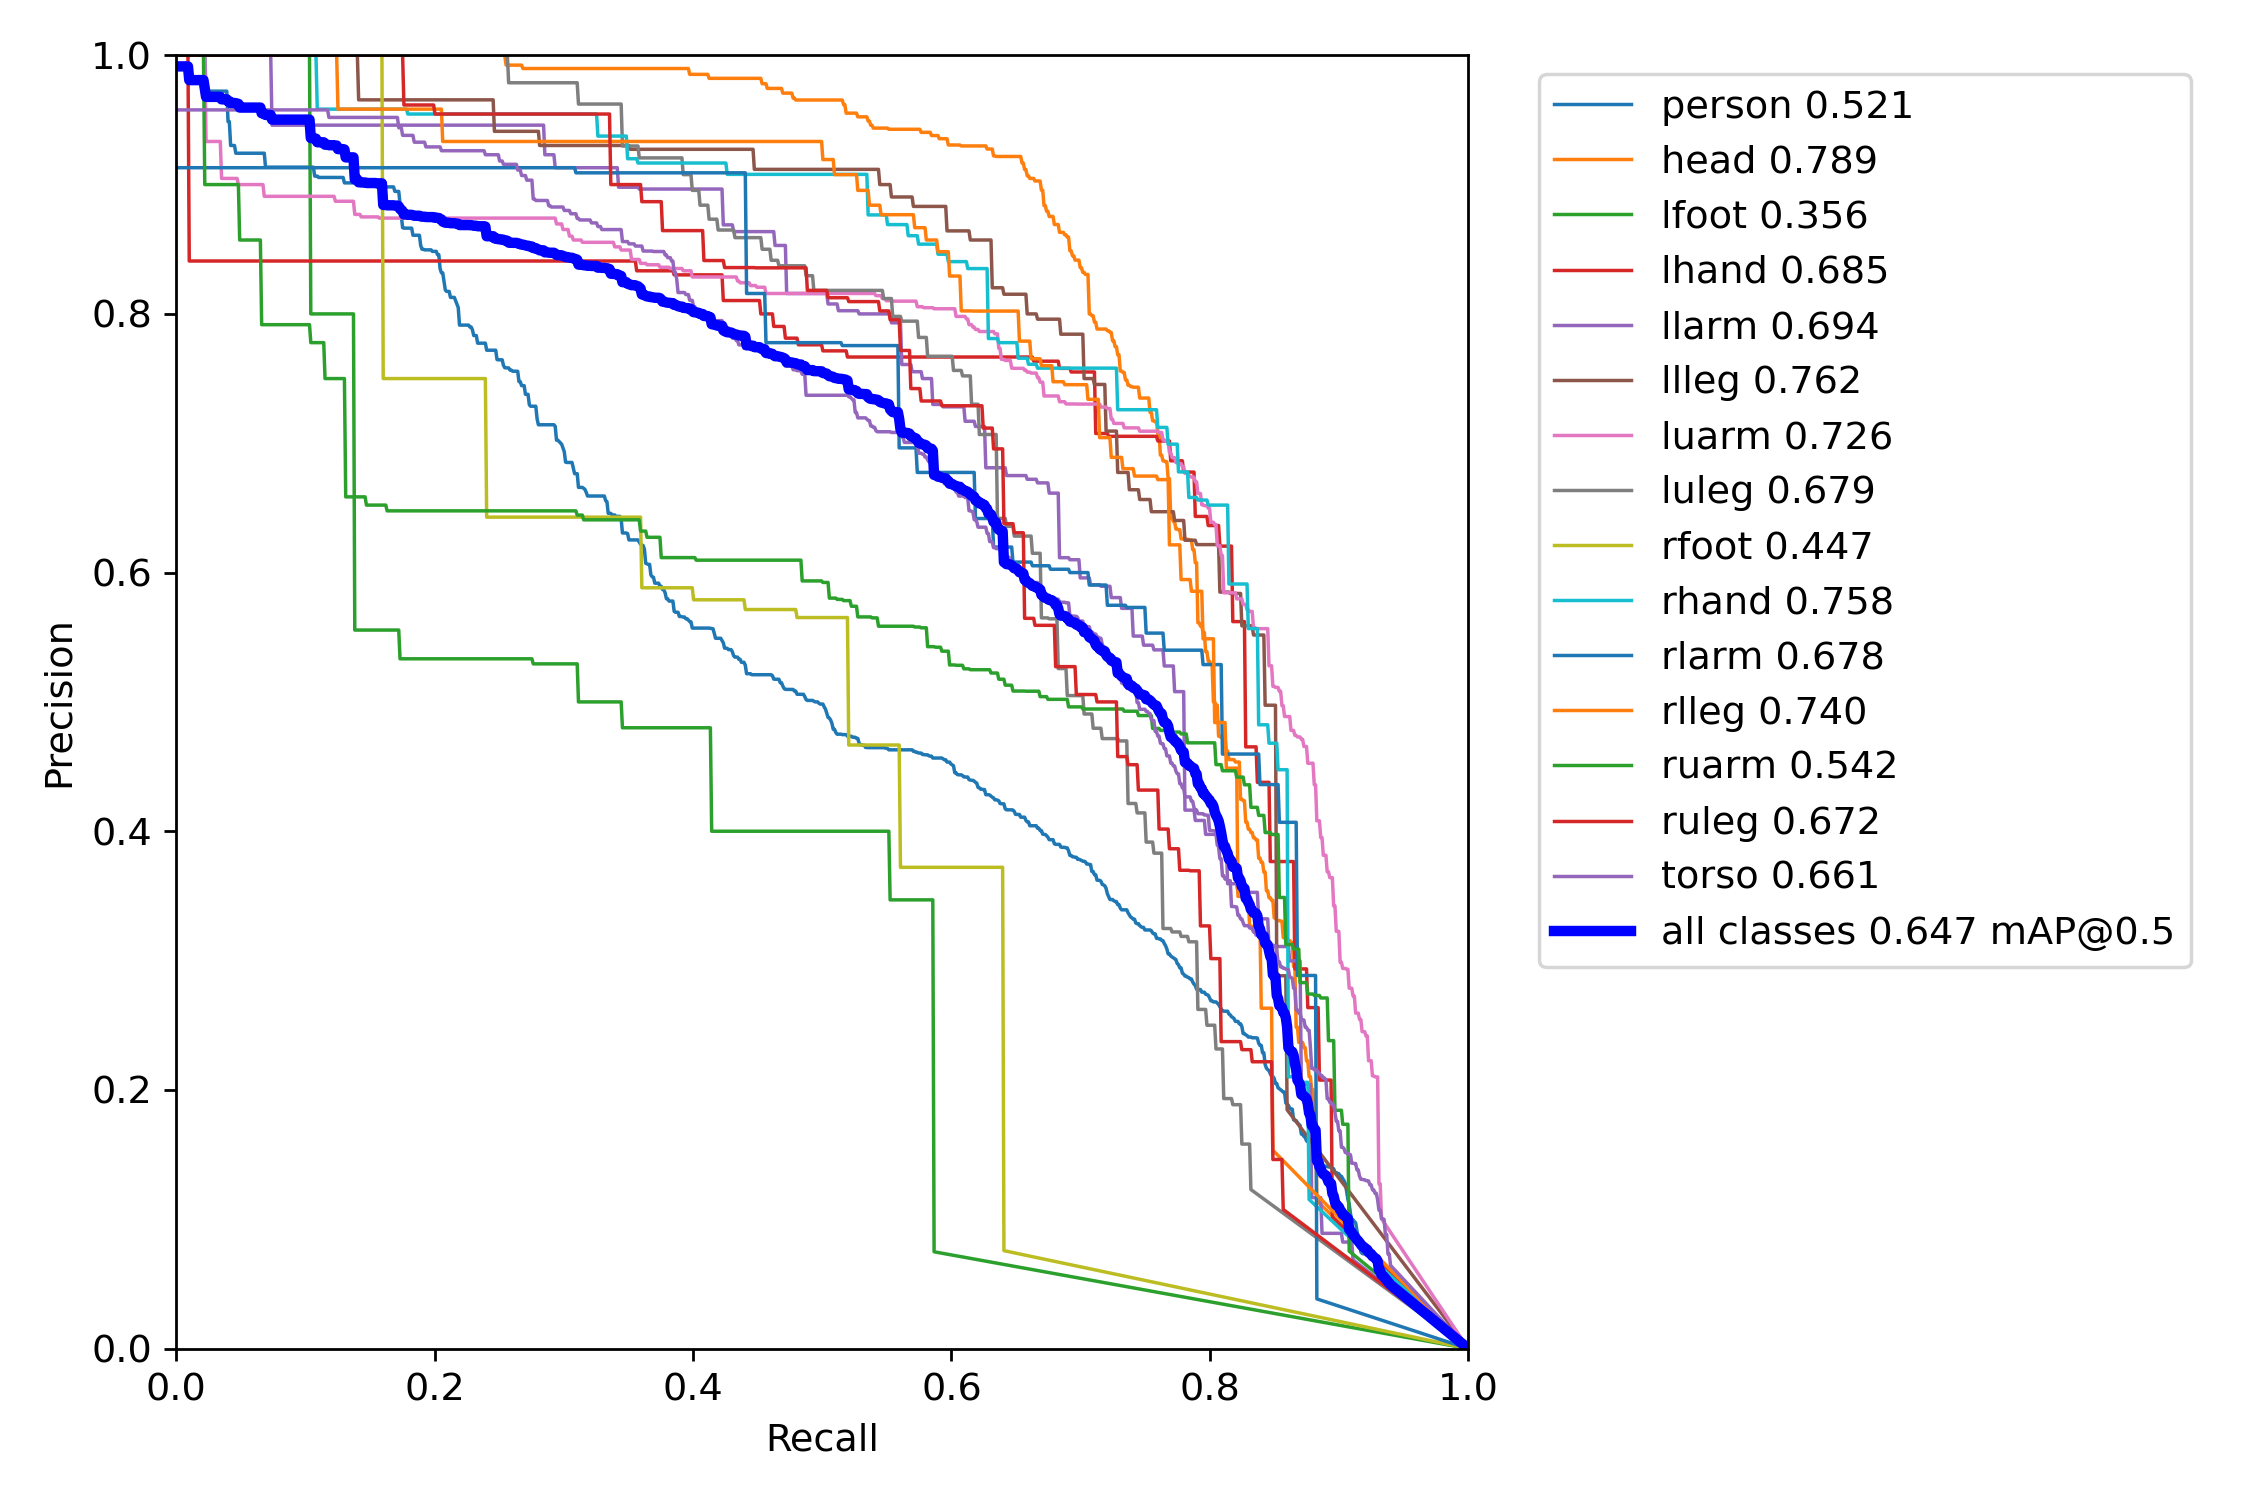 1.0
0.8
0.6
0.4
0.2
0.0
0.0 0.2 0.4 0.6 0.8 1.0
Precision
Recall
person 0.521
head 0.789
lfoot 0.356
lhand 0.685
llarm 0.694
llleg 0.762
luarm 0.726
luleg 0.679
rfoot 0.447
rhand 0.758
rlarm 0.678
rlleg 0.740
ruarm 0.542
ruleg 0.672
torso 0.661
all classes 0.647 mAP@0.5